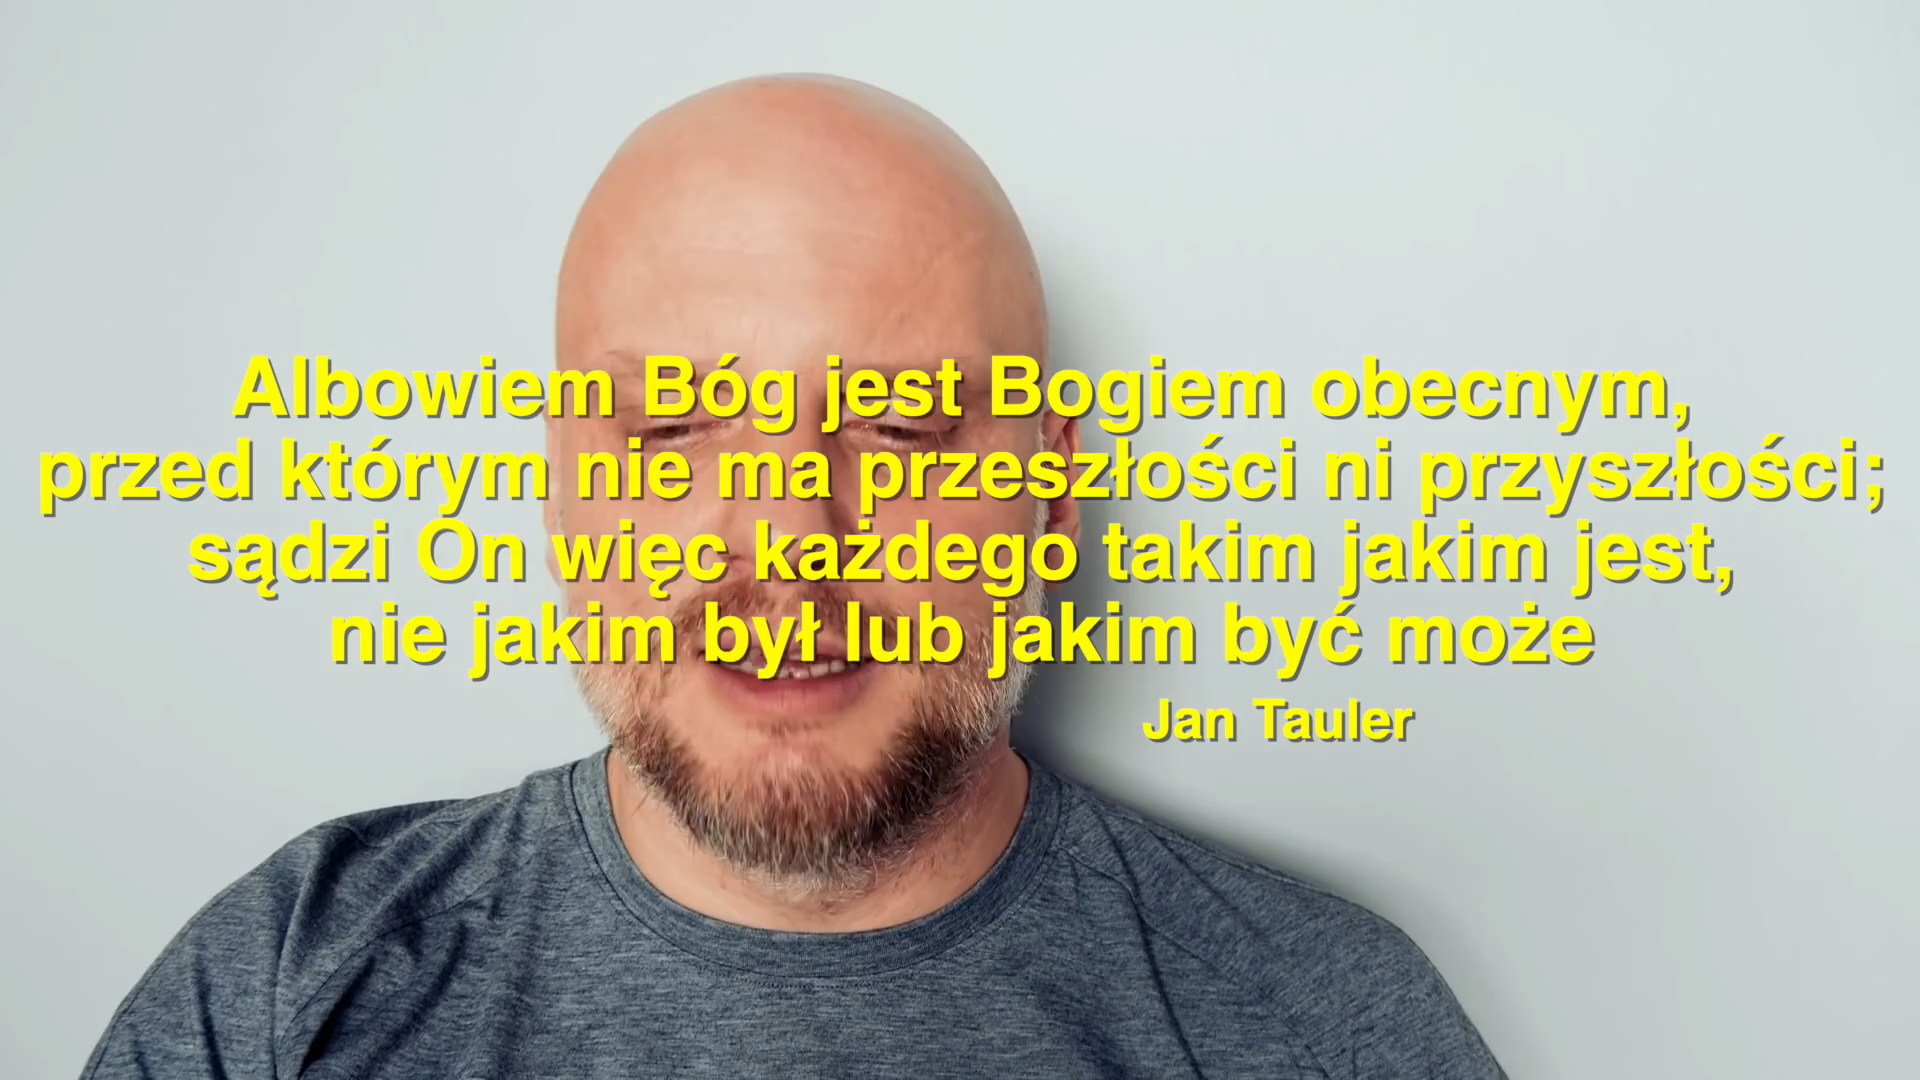 Albowiem Bóg jest Bogiem obecnym,
przed którym nie ma przeszłości ni przyszłości;
sądzi On więc każdego takim jakim jest,
nie jakim był lub jakim być może
Jan Tauler